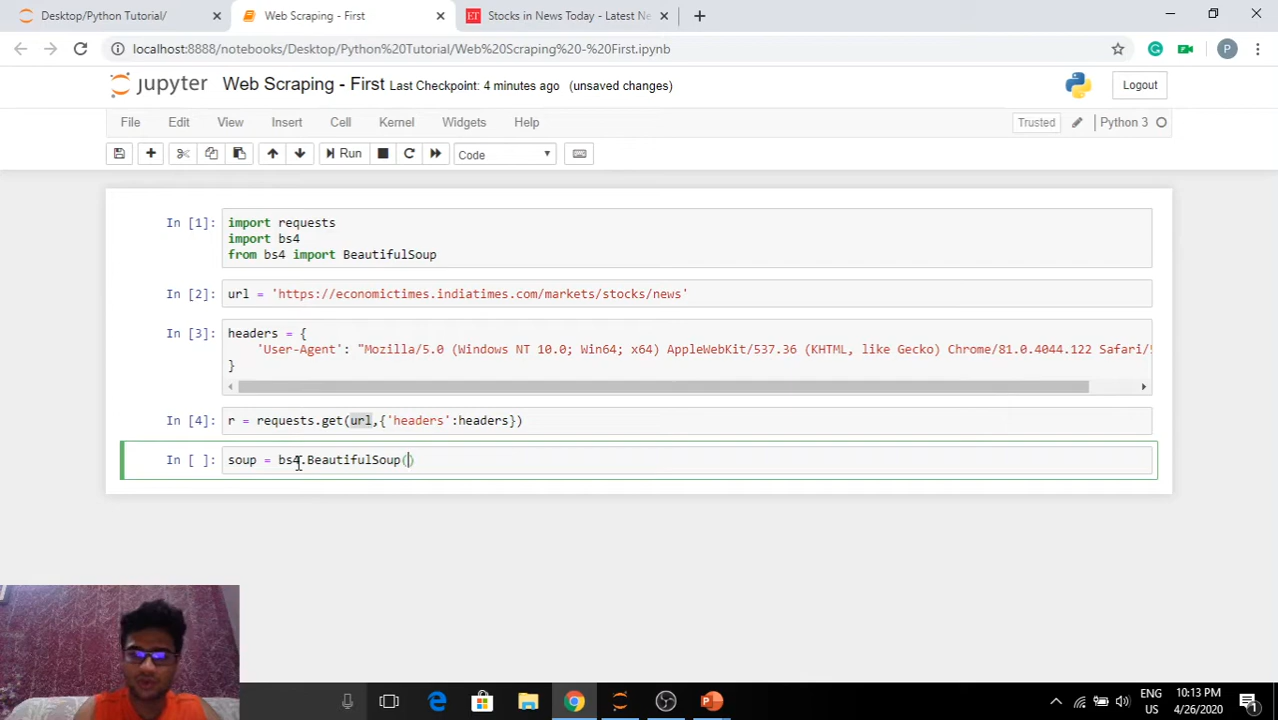 Desktop/Python Tutorial/
Web Scraping - First
Stocks in News Today - Latest Ne
localhost:8888/notebooks/Desktop/Python%20Tutorial/Web%20Scraping%20-%20First.ipynb
P
jupyter
Web Scraping - First Last Checkpoint: 4 minutes ago (unsaved changes)
Logout
File Edit View Insert Cell Kernel Widgets Help
Trusted
Python 3
Run
Code
In [1]: import requests
import bs4
from bs4 import BeautifulSoup
In [2]: url = 'https://economictimes.indiatimes.com/markets/stocks/news'
In [3]: headers = {
'User-Agent': "Mozilla/5.0 (Windows NT 10.0; Win64; x64) AppleWebKit/537.36 (KHTML, like Gecko) Chrome/81.0.4044.122 Safari/5
}
In [4]: r = requests.get(url,{'headers':headers})
In [ ]: soup = bs4.BeautifulSoup()
ENG
US
10:13 PM
4/26/2020